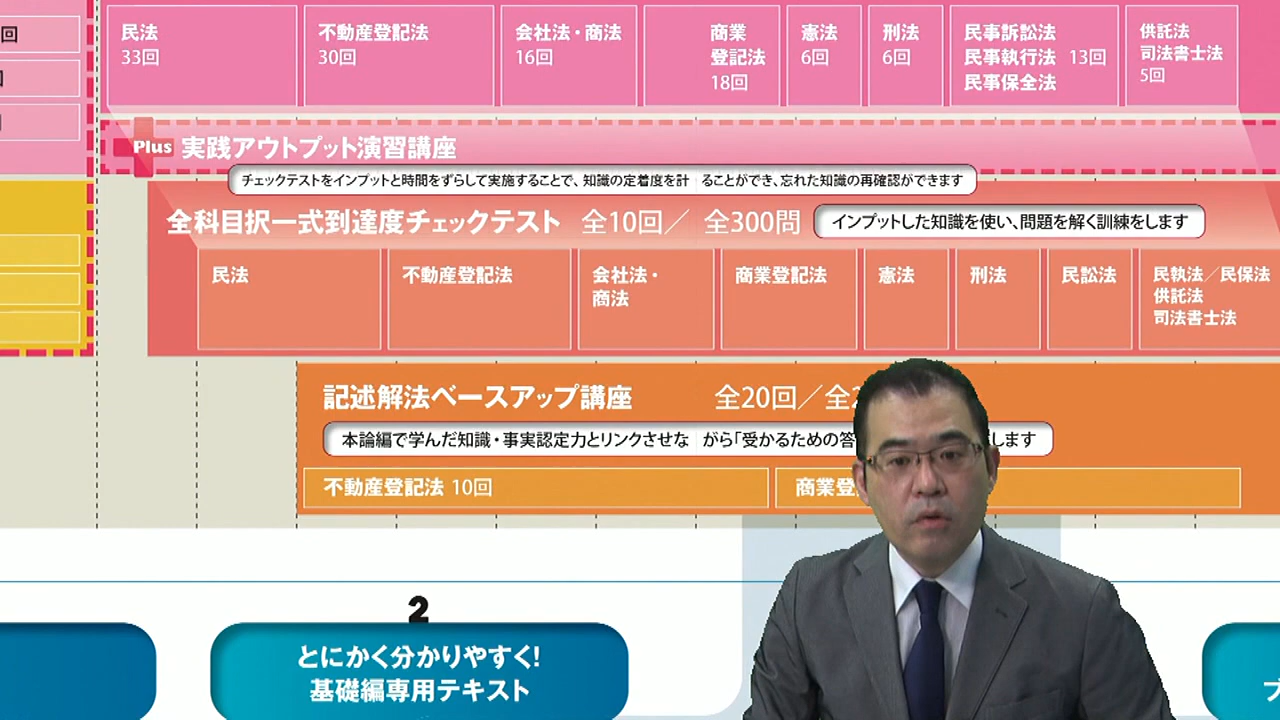 回
民法
33回
不動産登記法
30回
会社法・商法
16回
商業
登記法
18回
憲法
6回
刑法
6回
民事訴訟法
民事執行法 13回
民事保全法
供託法
司法書士法
5回
Plus 実践アウトプット演習講座
チェックテストをインプットと時間をずらして実施することで、知識の定着度を計 ることができ、忘れた知識の再確認ができます
全科目択一式到達度チェックテスト 全10回／ 全300問
インプットした知識を使い、問題を解く訓練をします
民法
不動産登記法
会社法・
商法
商業登記法
憲法
刑法
民訟法
民執法／民保法
供託法
司法書士法
記述解法ベースアップ講座 全20回／全2
本論編で学んだ知識・事実認定力とリンクさせな がら「受かるための答 します
不動産登記法 10回
商業登
2
とにかく分かりやすく!
基礎編専用テキスト